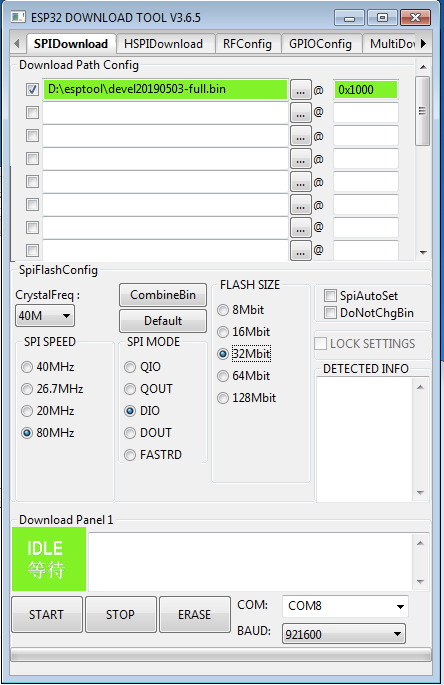 ESP32 DOWNLOAD TOOL V3.6.5
SPIDownload HSPIDownload RFConfig GPIOConfig MultiDow
Download Path Config
D:\esptool\devel20190503-full.bin ... @ 0x1000
... @
... @
... @
... @
... @
... @
... @
SpiFlashConfig
CrystalFreq :
40M
CombineBin
Default
SPI SPEED
40MHz
26.7MHz
20MHz
80MHz
SPI MODE
QIO
QOUT
DIO
DOUT
FASTRD
FLASH SIZE
8Mbit
16Mbit
32Mbit
64Mbit
128Mbit
SpiAutoSet
DoNotChgBin
LOCK SETTINGS
DETECTED INFO
Download Panel 1
IDLE
等待
START STOP ERASE
COM: COM8
BAUD: 921600